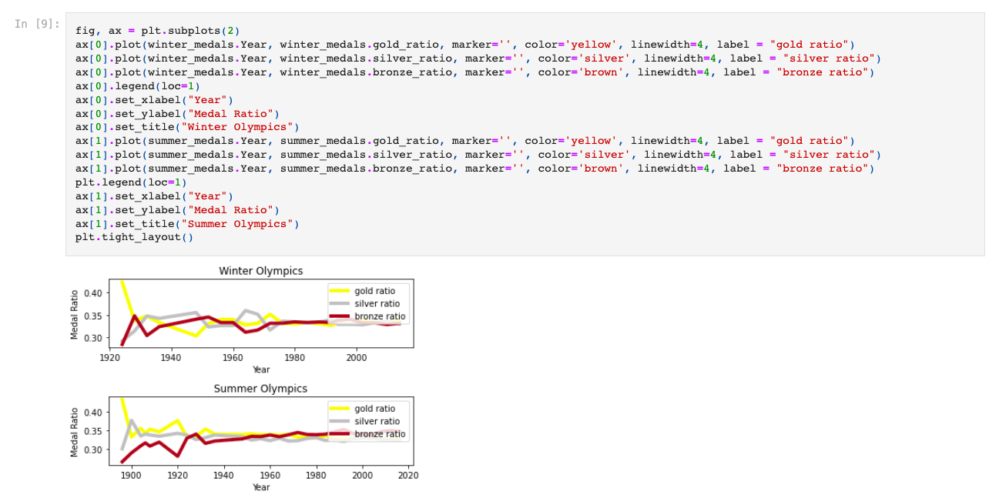 In [9]:
fig, ax = plt.subplots(2)
ax[0].plot(winter_medals.Year, winter_medals.gold_ratio, marker='', color='yellow', linewidth=4, label = "gold ratio")
ax[0].plot(winter_medals.Year, winter_medals.silver_ratio, marker='', color='silver', linewidth=4, label = "silver ratio")
ax[0].plot(winter_medals.Year, winter_medals.bronze_ratio, marker='', color='brown', linewidth=4, label = "bronze ratio")
ax[0].legend(loc=1)
ax[0].set_xlabel("Year")
ax[0].set_ylabel("Medal Ratio")
ax[0].set_title("Winter Olympics")
ax[1].plot(summer_medals.Year, summer_medals.gold_ratio, marker='', color='yellow', linewidth=4, label = "gold ratio")
ax[1].plot(summer_medals.Year, summer_medals.silver_ratio, marker='', color='silver', linewidth=4, label = "silver ratio")
ax[1].plot(summer_medals.Year, summer_medals.bronze_ratio, marker='', color='brown', linewidth=4, label = "bronze ratio")
plt.legend(loc=1)
ax[1].set_xlabel("Year")
ax[1].set_ylabel("Medal Ratio")
ax[1].set_title("Summer Olympics")
plt.tight_layout()
Winter Olympics
Medal Ratio
0.40
0.35
0.30
gold ratio
silver ratio
bronze ratio
1920 1940 1960 1980 2000
Year
Summer Olympics
Medal Ratio
0.40
0.35
0.30
gold ratio
silver ratio
bronze ratio
1900 1920 1940 1960 1980 2000 2020
Year